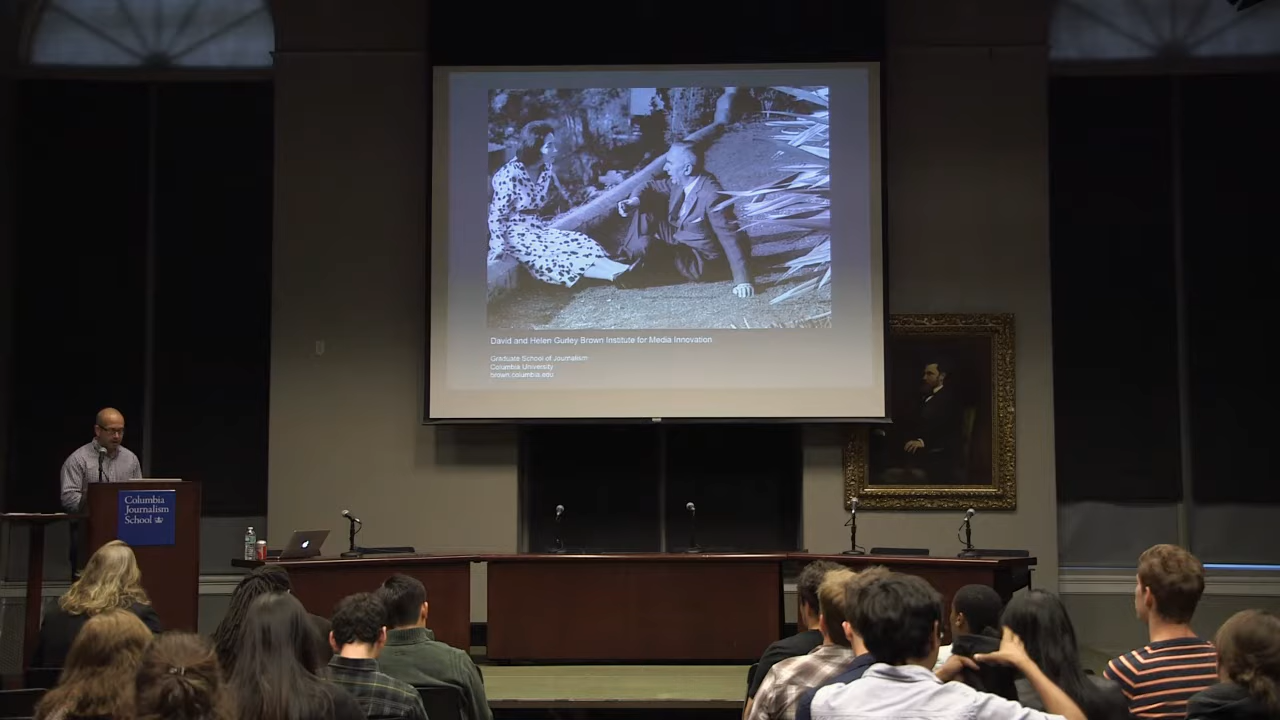 David and Helen Gurley Brown Institute for Media Innovation
Graduate School of Journalism
Columbia University
brown.columbia.edu
Columbia
Journalism
School